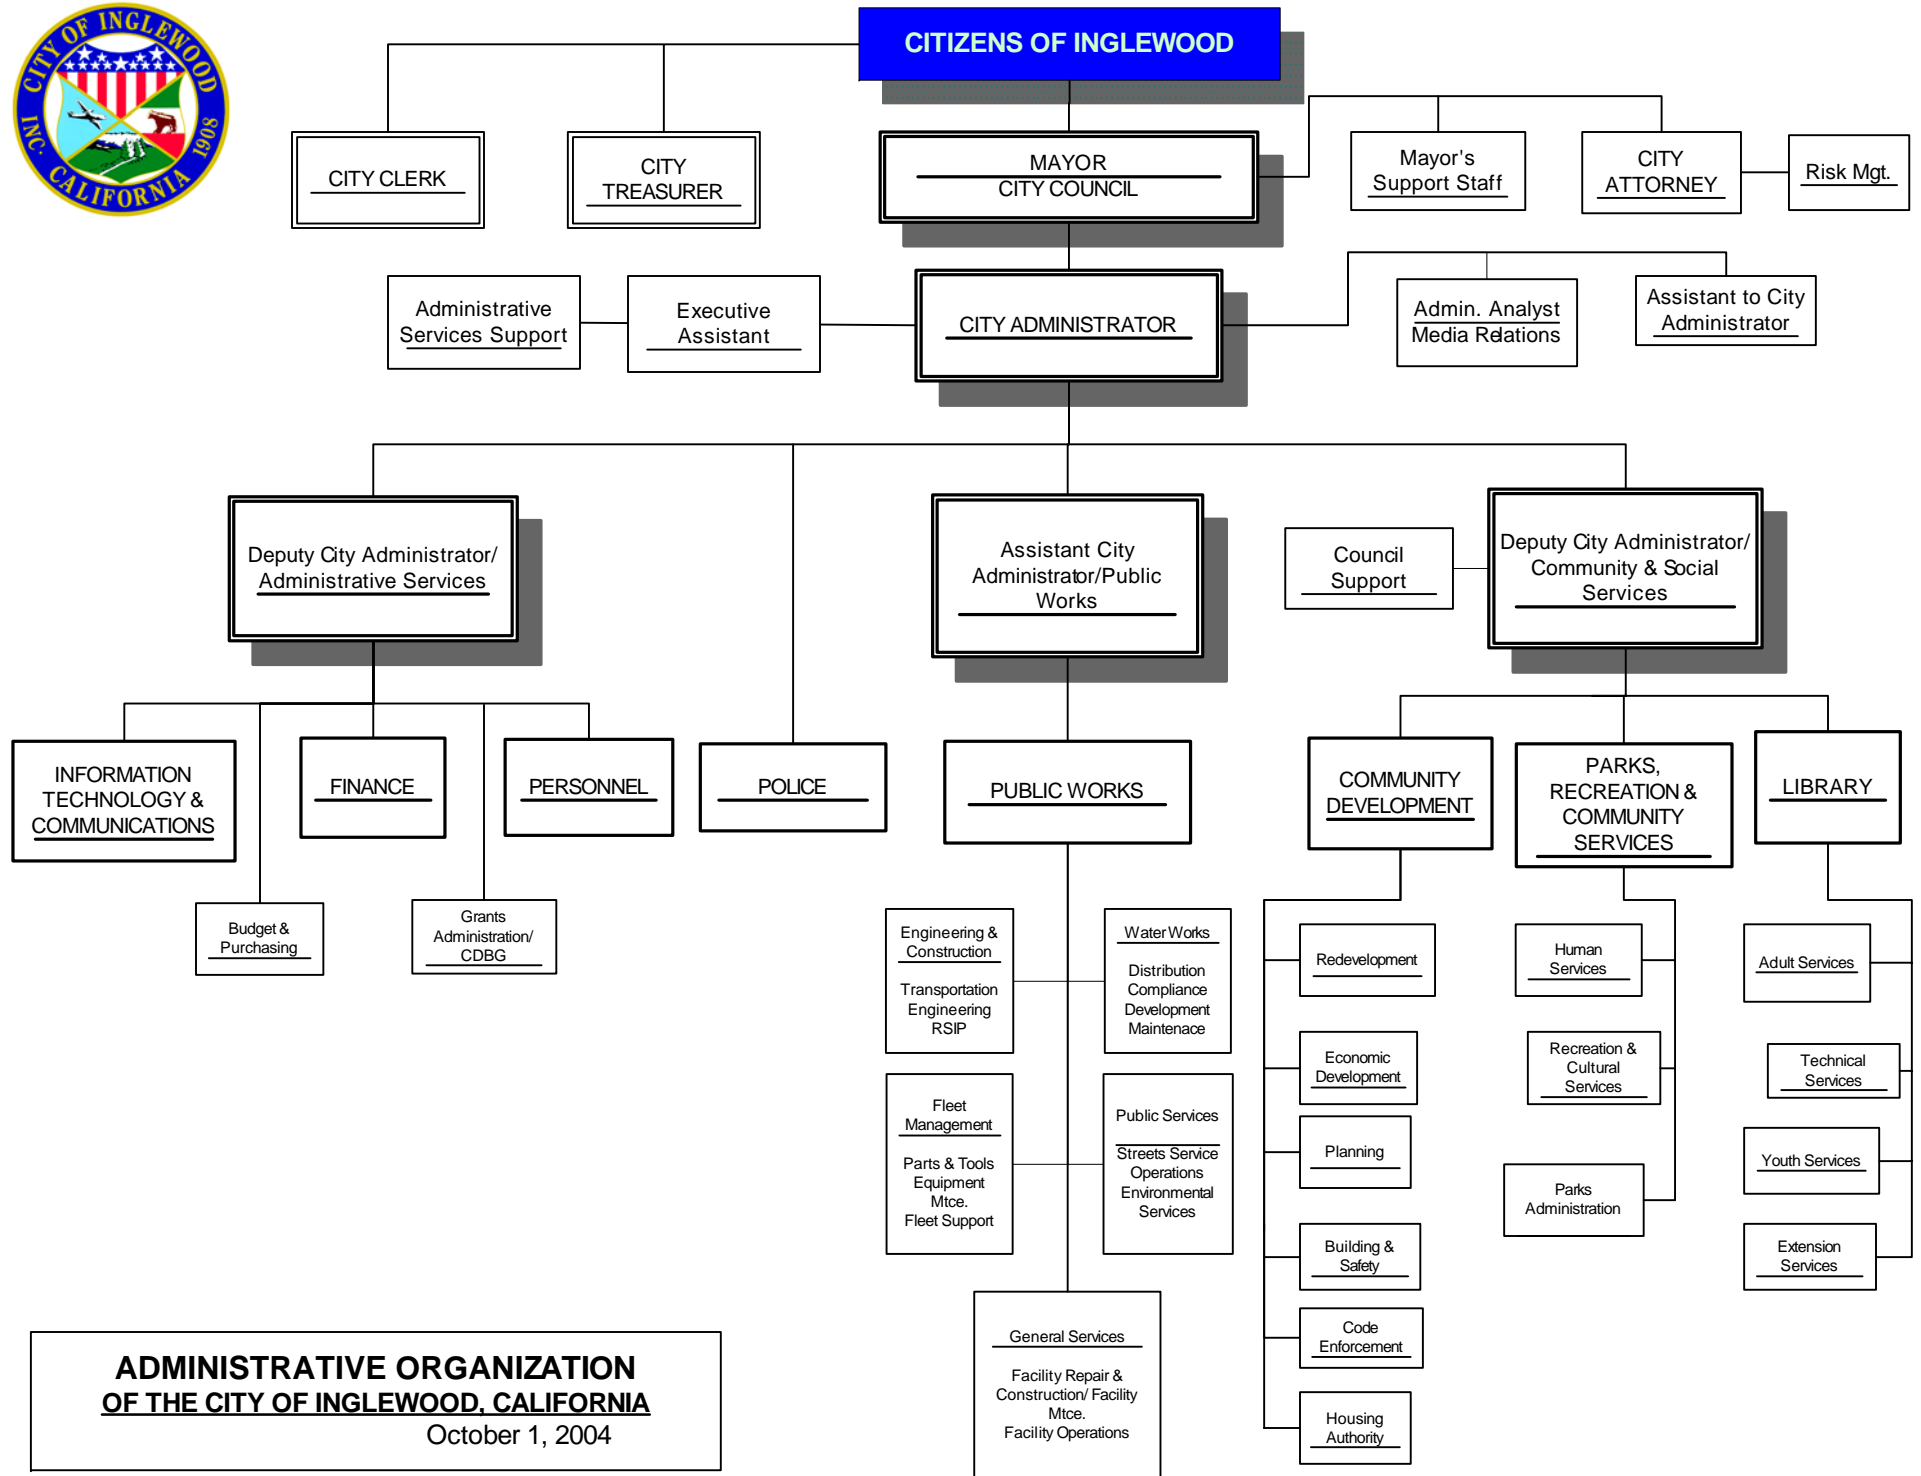 CITY OF INGLEWOOD
INC. CALIFORNIA 1908
CITIZENS OF INGLEWOOD
CITY CLERK
CITY
TREASURER
MAYOR
CITY COUNCIL
Mayor's
Support Staff
CITY
ATTORNEY
Risk Mgt.
Administrative
Services Support
Executive
Assistant
CITY ADMINISTRATOR
Admin. Analyst
Media Relations
Assistant to City
Administrator
Deputy City Administrator/
Administrative Services
Assistant City
Administrator/Public
Works
Council
Support
Deputy City Administrator/
Community & Social
Services
INFORMATION
TECHNOLOGY &
COMMUNICATIONS
FINANCE
PERSONNEL
POLICE
PUBLIC WORKS
COMMUNITY
DEVELOPMENT
PARKS,
RECREATION &
COMMUNITY
SERVICES
LIBRARY
Budget &
Purchasing
Grants
Administration/
CDBG
Engineering &
Construction
Transportation
Engineering
RSIP
Water Works
Distribution
Compliance
Development
Maintenace
Fleet
Management
Parts & Tools
Equipment
Mtce.
Fleet Support
Public Services
Streets Service
Operations
Environmental
Services
General Services
Facility Repair &
Construction/ Facility
Mtce.
Facility Operations
Redevelopment
Economic
Development
Planning
Building &
Safety
Code
Enforcement
Housing
Authority
Human
Services
Recreation &
Cultural
Services
Parks
Administration
Adult Services
Technical
Services
Youth Services
Extension
Services
ADMINISTRATIVE ORGANIZATION
OF THE CITY OF INGLEWOOD, CALIFORNIA
October 1, 2004